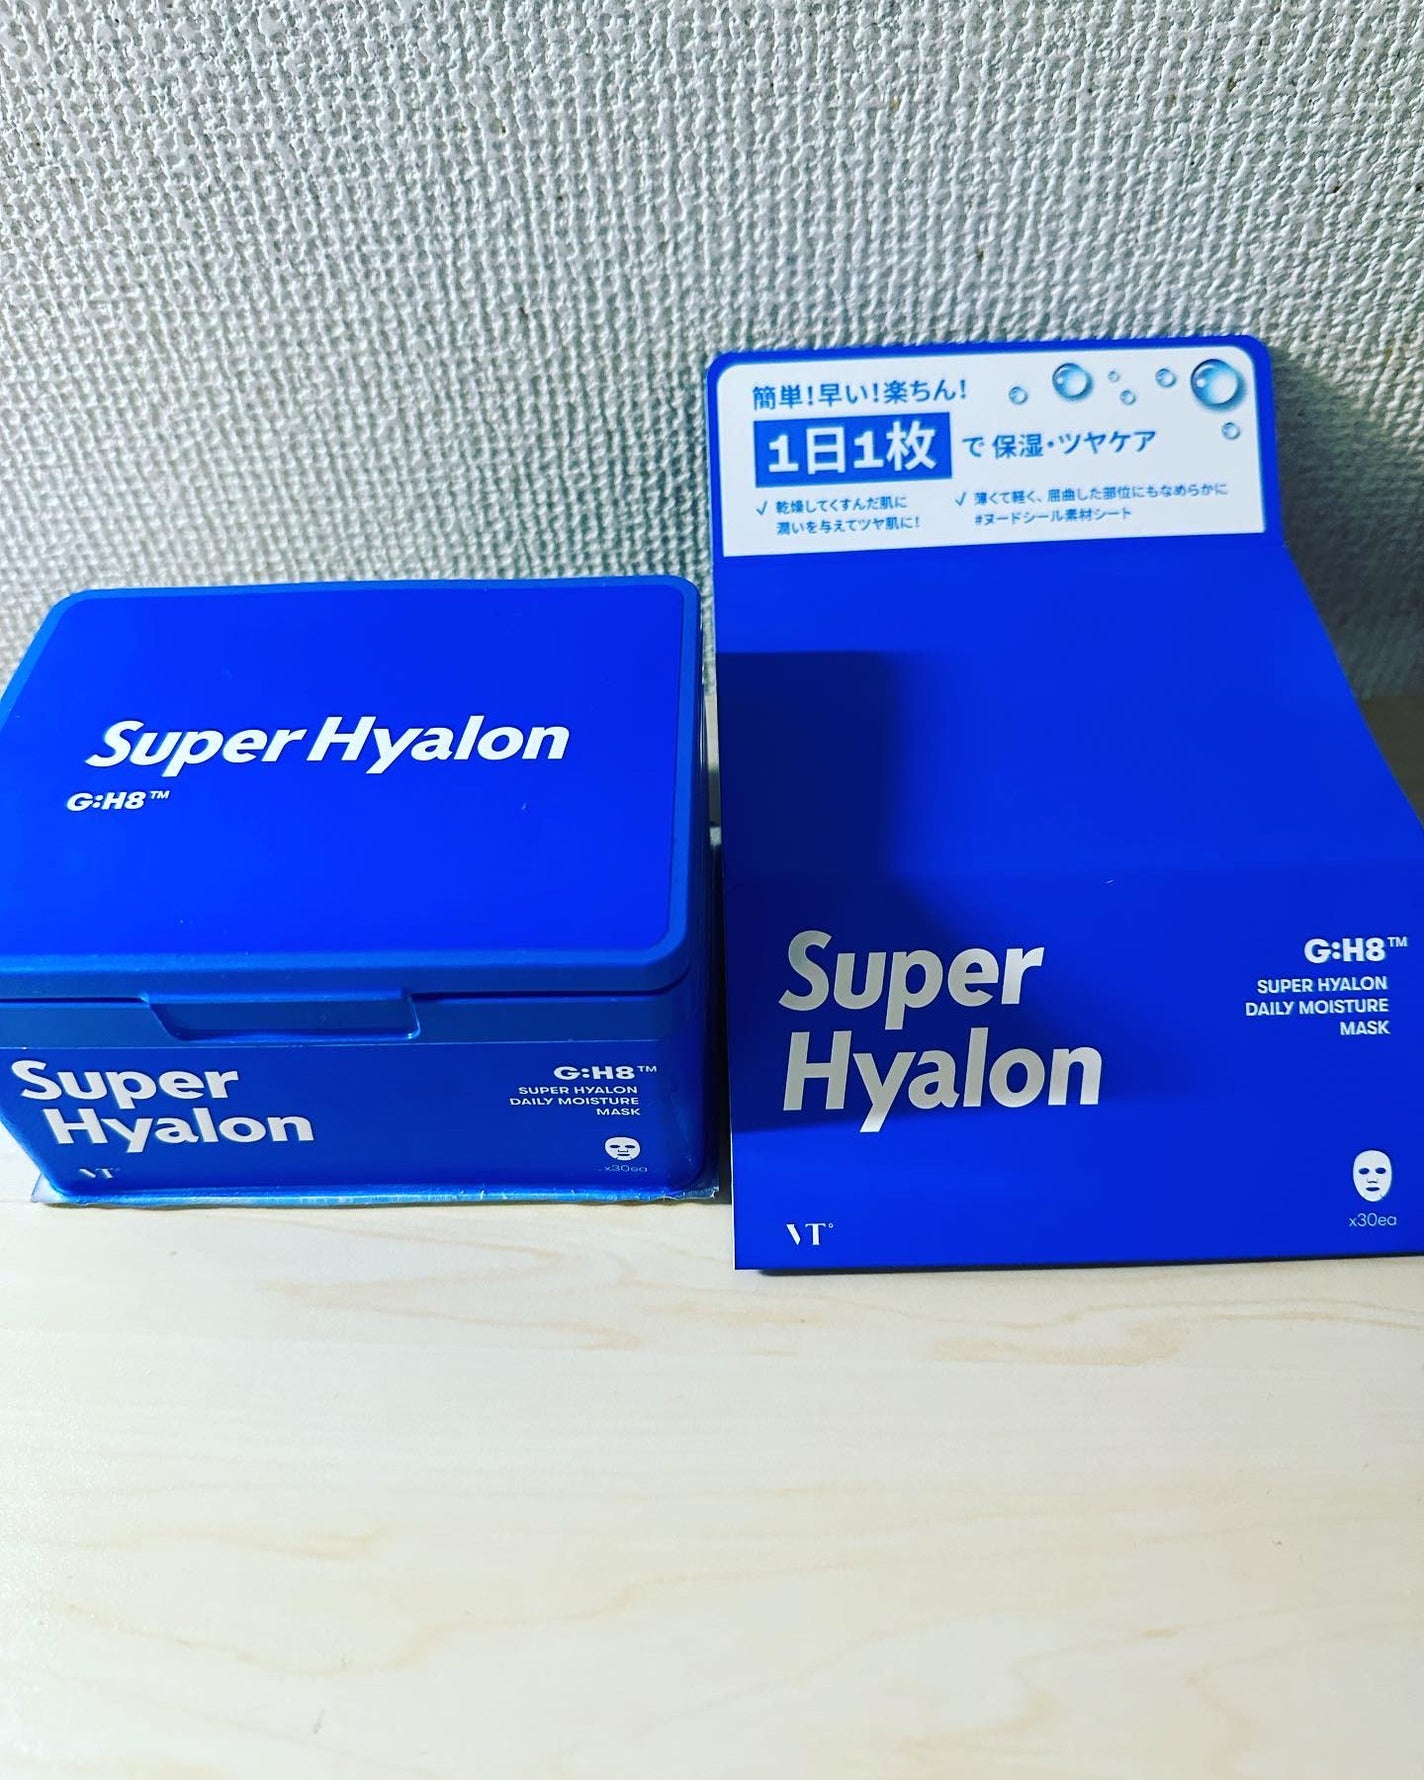 Super Hyalon
G:H8™
Super
Hyalon
G:H8™
SUPER HYALON
DAILY MOISTURE
MASK
VT°
x30ea
簡単!早い!楽ちん!
1日1枚で保湿・ツヤケア
✓ 乾燥してくすんだ肌に
潤いを与えてツヤ肌に!
✓ 薄くて軽く、屈曲した部位にもなめらかに
#ヌードシール素材シート
Super
Hyalon
G:H8™
SUPER HYALON
DAILY MOISTURE
MASK
VT°
x30ea